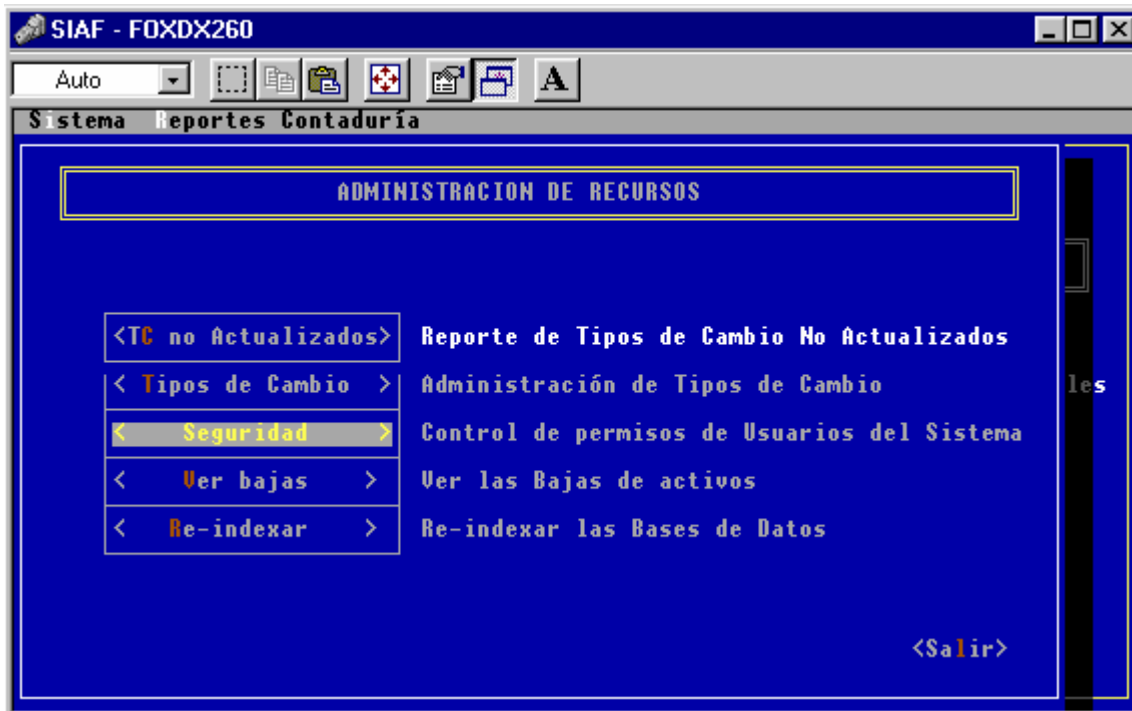 SIAF - FOXDX260
Auto
A
Sistema Reportes Contaduría
ADMINISTRACION DE RECURSOS
<TC no Actualizados> Reporte de Tipos de Cambio No Actualizados
< Tipos de Cambio > Administración de Tipos de Cambio
les
< Seguridad > Control de permisos de Usuarios del Sistema
< Ver bajas > Ver las Bajas de activos
< Re-indexar > Re-indexar las Bases de Datos
<Salir>